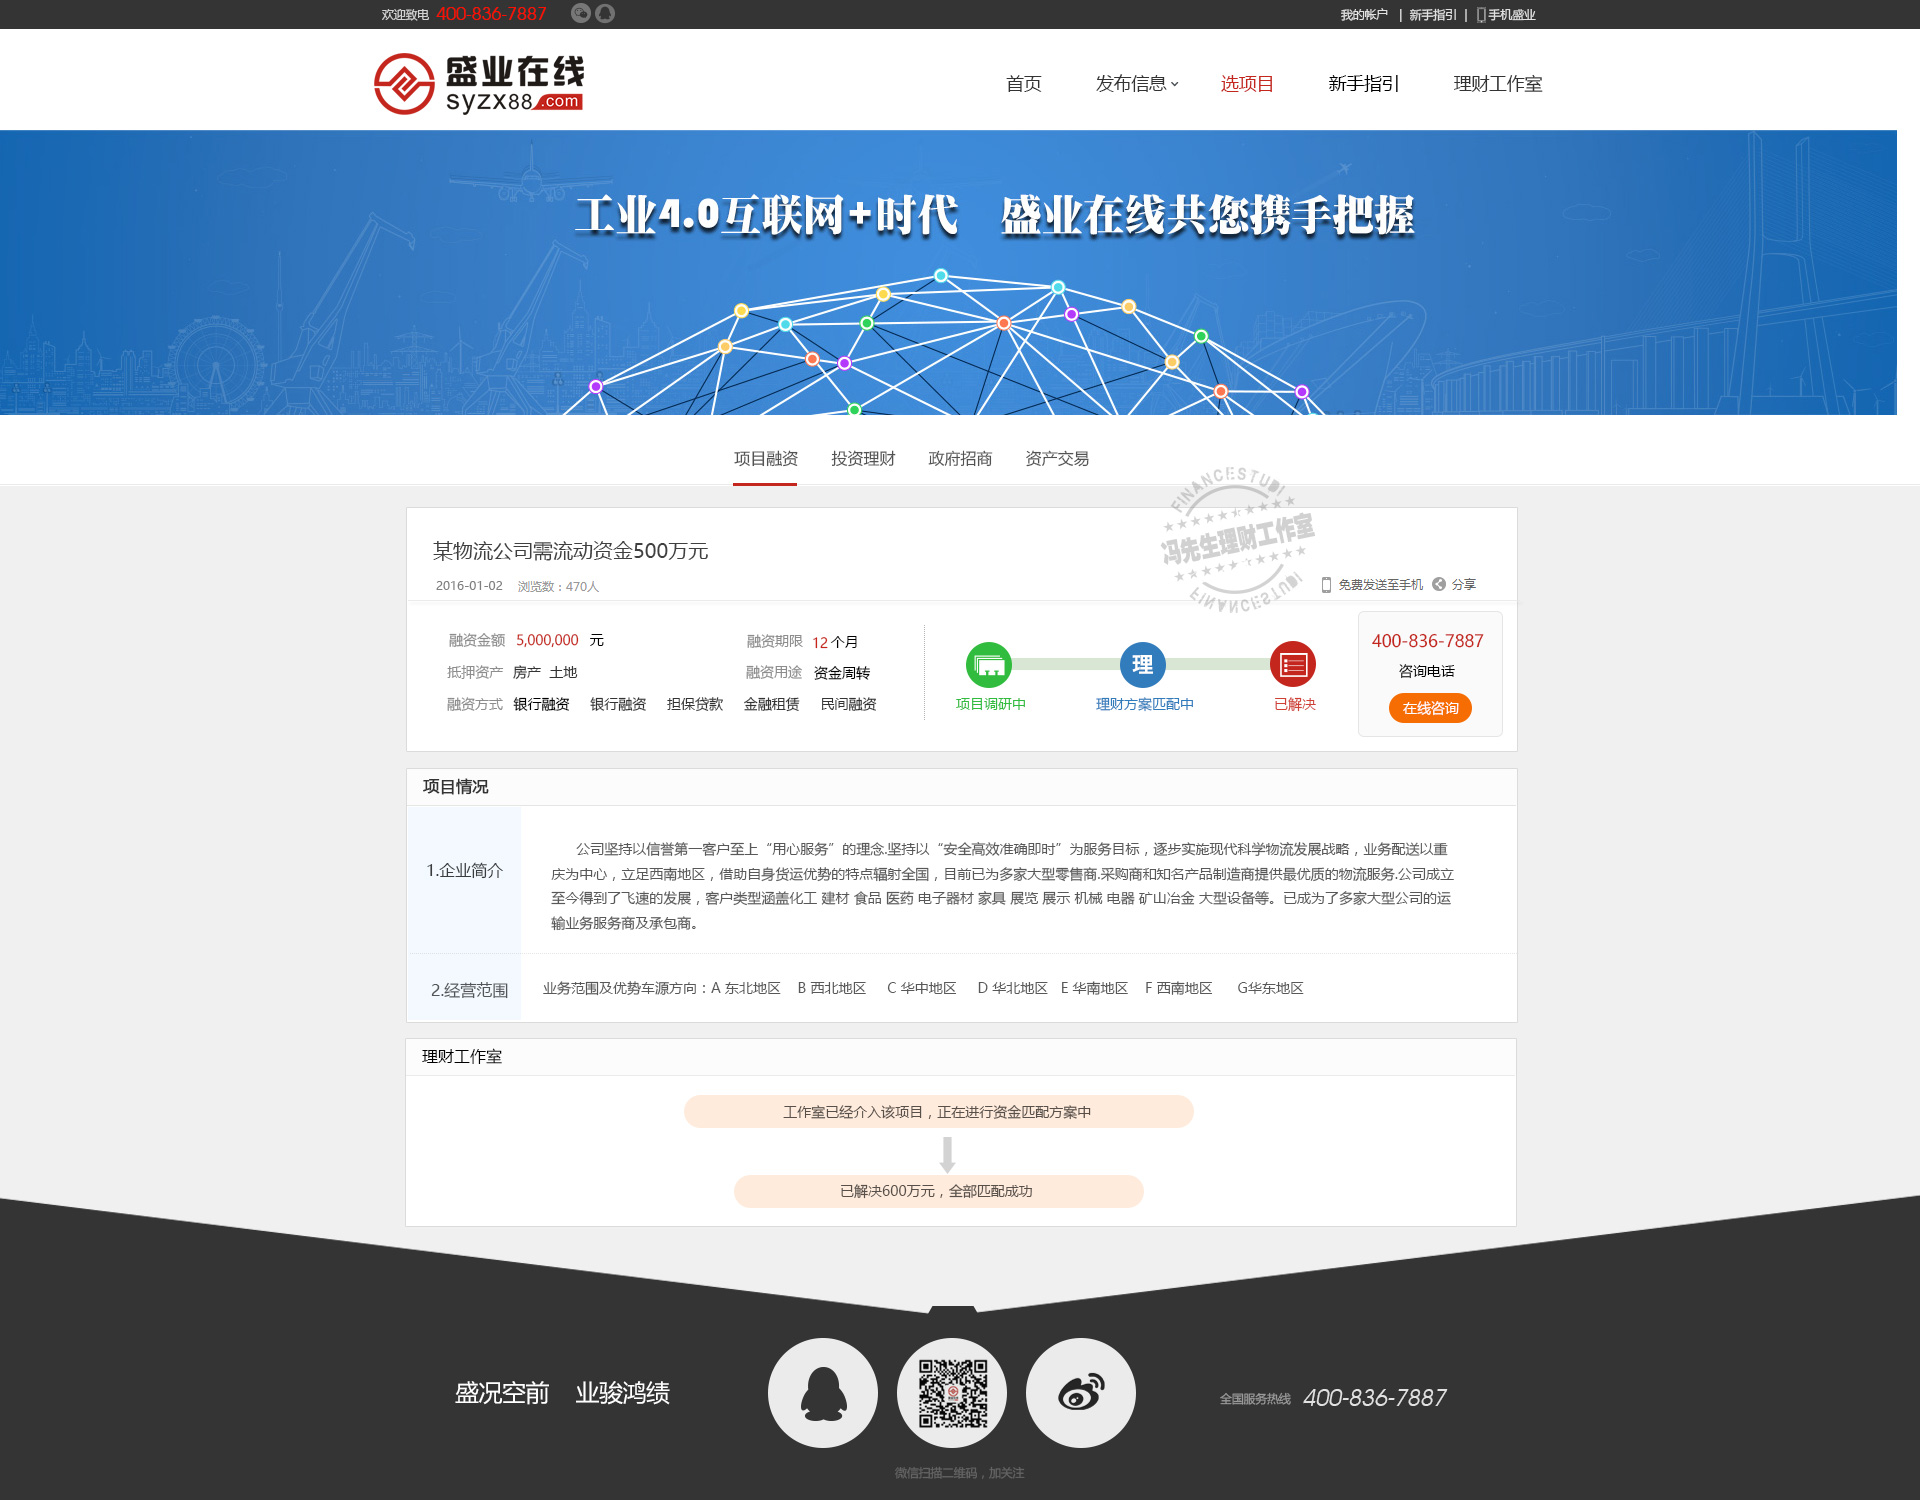 欢迎致电 400-836-7887
我的帐户 | 新手指引 | 手机盛业
盛业在线
syzx88.com
首页 发布信息 选项目 新手指引 理财工作室
工业4.0互联网+时代 盛业在线共您携手把握
项目融资 投资理财 政府招商 资产交易
FINANCESTUDI
冯先生理财工作室
FINANCESTUDI
某物流公司需流动资金500万元
2016-01-02 浏览数：470人
免费发送至手机 分享
融资金额 5,000,000 元 融资期限 12 个月
抵押资产 房产 土地 融资用途 资金周转
融资方式 银行融资 银行融资 担保贷款 金融租赁 民间融资
理
项目调研中 理财方案匹配中 已解决
400-836-7887
咨询电话
在线咨询
项目情况
1.企业简介
公司坚持以信誉第一客户至上“用心服务”的理念.坚持以“安全高效准确即时”为服务目标，逐步实施现代科学物流发展战略，业务配送以重
庆为中心，立足西南地区，借助自身货运优势的特点辐射全国，目前已为多家大型零售商.采购商和知名产品制造商提供最优质的物流服务.公司成立
至今得到了飞速的发展，客户类型涵盖化工 建材 食品 医药 电子器材 家具 展览 展示 机械 电器 矿山冶金 大型设备等。已成为了多家大型公司的运
输业务服务商及承包商。
2.经营范围
业务范围及优势车源方向：A 东北地区 B 西北地区 C 华中地区 D 华北地区 E 华南地区 F 西南地区 G华东地区
理财工作室
工作室已经介入该项目，正在进行资金匹配方案中
已解决600万元，全部匹配成功
盛况空前 业骏鸿绩
全国服务热线 400-836-7887
微信扫描二维码，加关注